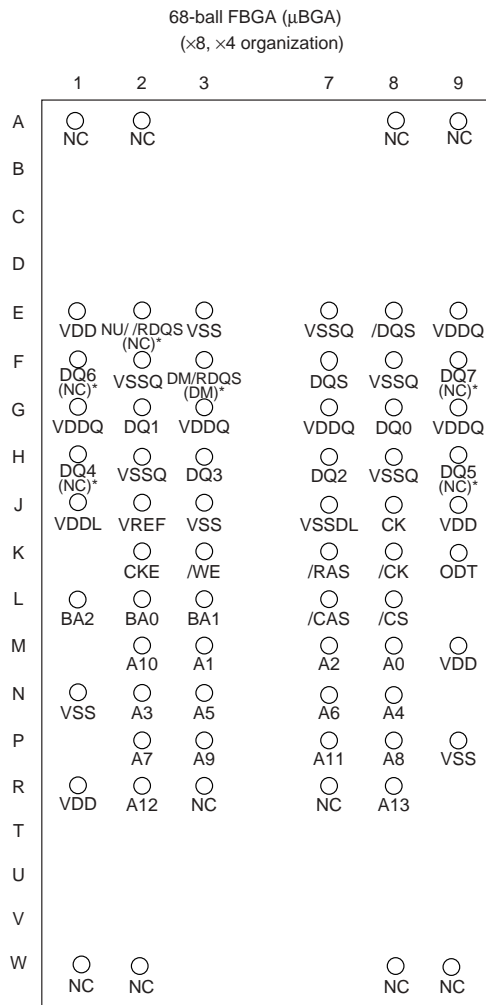 68-ball FBGA (μBGA)
(×8, ×4 organization)
1 2 3 7 8 9
A
NC NC NC NC
B
C
D
E
VDD NU/ /RDQS VSS VSSQ /DQS VDDQ
(NC)*
F
DQ6 VSSQ DM/RDQS DQS VSSQ DQ7
(NC)* (DM)* (NC)*
G
VDDQ DQ1 VDDQ VDDQ DQ0 VDDQ
H
DQ4 VSSQ DQ3 DQ2 VSSQ DQ5
(NC)* (NC)*
J
VDDL VREF VSS VSSDL CK VDD
K
CKE /WE /RAS /CK ODT
L
BA2 BA0 BA1 /CAS /CS
M
A10 A1 A2 A0 VDD
N
VSS A3 A5 A6 A4
P
A7 A9 A11 A8 VSS
R
VDD A12 NC NC A13
T
U
V
W
NC NC NC NC